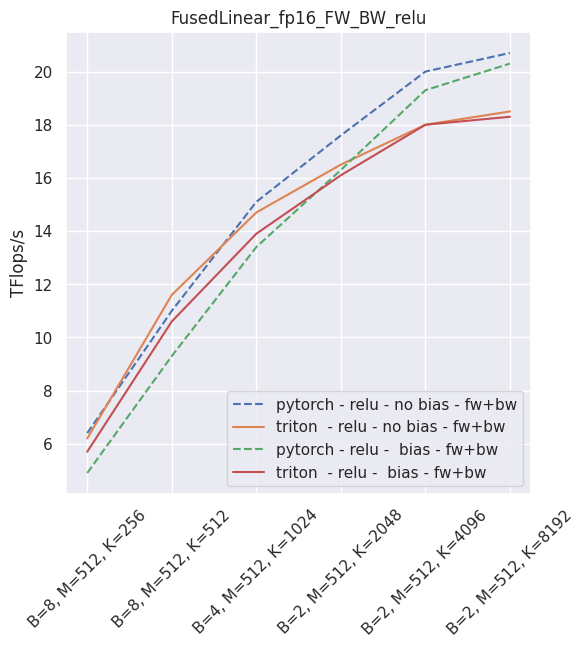 FusedLinear_fp16_FW_BW_relu
TFlops/s
20
18
16
14
12
10
8
6
pytorch - relu - no bias - fw+bw
triton  - relu - no bias - fw+bw
pytorch - relu -  bias - fw+bw
triton  - relu -  bias - fw+bw
B=8, M=512, K=256
B=8, M=512, K=512
B=4, M=512, K=1024
B=2, M=512, K=2048
B=2, M=512, K=4096
B=2, M=512, K=8192